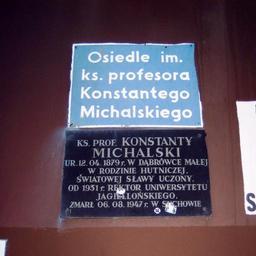 Osiedle im.
ks. profesora
Konstantego
Michalskiego
KS. PROF. KONSTANTY
MICHALSKI
UR. 12. 04. 1879 r. W DĄBRÓWCE MAŁEJ
W RODZINIE HUTNICZEJ.
ŚWIATOWEJ SŁAWY UCZONY.
OD 1931 r. REKTOR UNIWERSYTETU
JAGIELLOŃSKIEGO.
ZMARŁ 06. 08. 1947 r. W
S